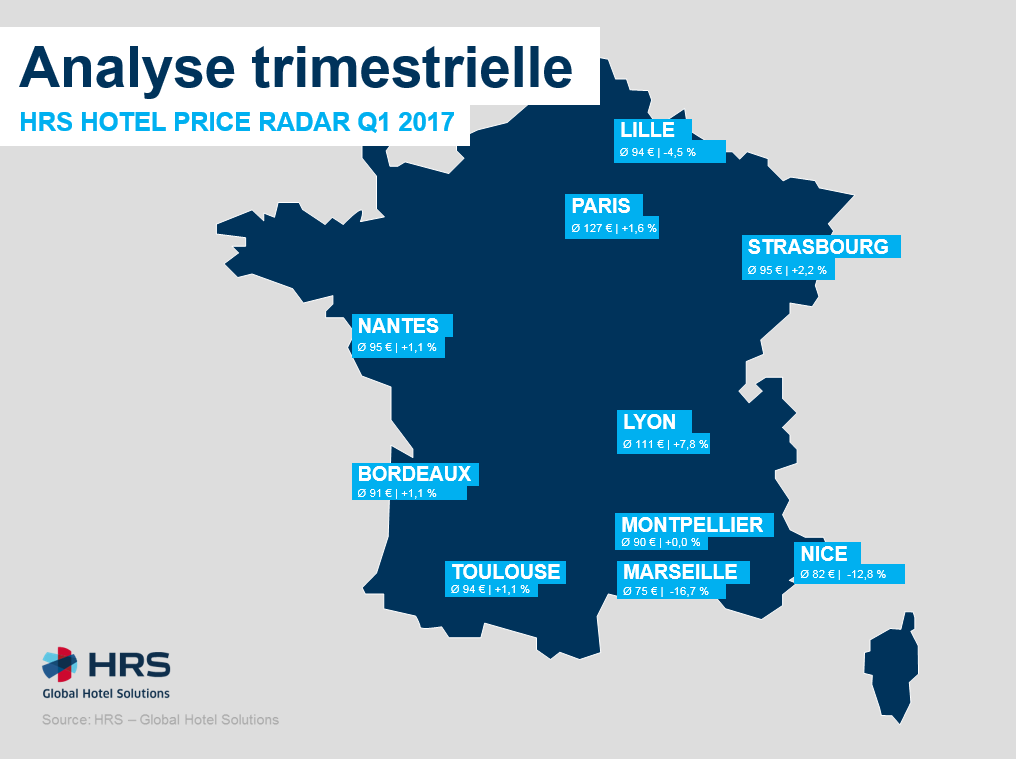 Analyse trimestrielle
HRS HOTEL PRICE RADAR Q1 2017
LILLE
Ø 94 € | -4,5 %
PARIS
Ø 127 € | +1,6 %
STRASBOURG
Ø 95 € | +2,2 %
NANTES
Ø 95 € | +1,1 %
LYON
Ø 111 € | +7,8 %
BORDEAUX
Ø 91 € | +1,1 %
MONTPELLIER
Ø 90 € | +0,0 %
NICE
Ø 82 € | -12,8 %
TOULOUSE
Ø 94 € | +1,1 %
MARSEILLE
Ø 75 € | -16,7 %
HRS
Global Hotel Solutions
Source: HRS – Global Hotel Solutions